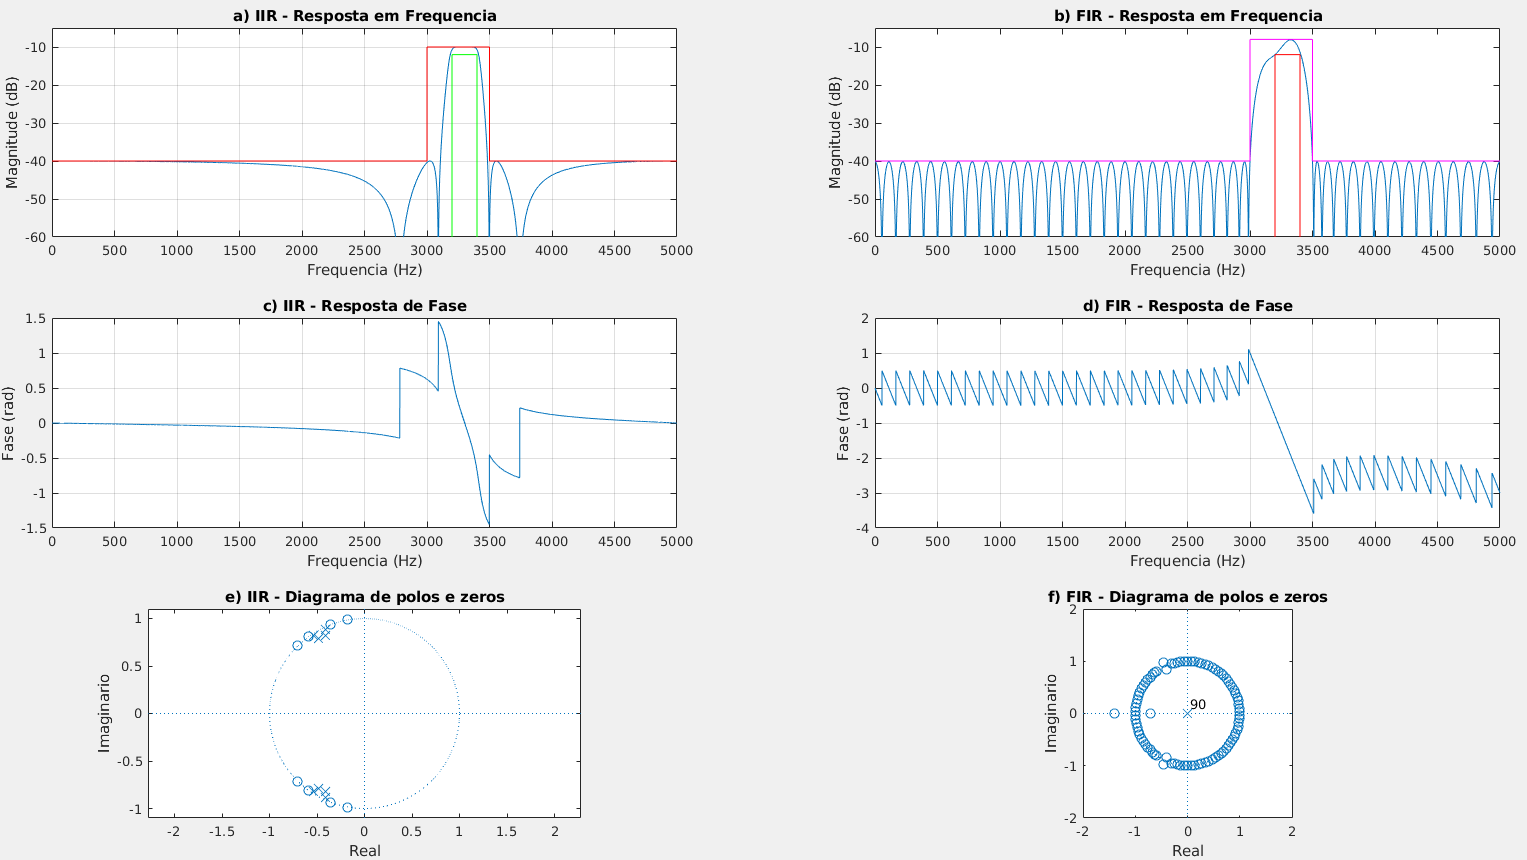 a) IIR - Resposta em Frequencia
Magnitude (dB)
-10
-20
-30
-40
-50
-60
0 500 1000 1500 2000 2500 3000 3500 4000 4500 5000
Frequencia (Hz)
b) FIR - Resposta em Frequencia
Magnitude (dB)
-10
-20
-30
-40
-50
-60
0 500 1000 1500 2000 2500 3000 3500 4000 4500 5000
Frequencia (Hz)
c) IIR - Resposta de Fase
Fase (rad)
1.5
1
0.5
0
-0.5
-1
-1.5
0 500 1000 1500 2000 2500 3000 3500 4000 4500 5000
Frequencia (Hz)
d) FIR - Resposta de Fase
Fase (rad)
2
1
0
-1
-2
-3
-4
0 500 1000 1500 2000 2500 3000 3500 4000 4500 5000
Frequencia (Hz)
e) IIR - Diagrama de polos e zeros
Imaginario
1
0.5
0
-0.5
-1
-2 -1.5 -1 -0.5 0 0.5 1 1.5 2
Real
f) FIR - Diagrama de polos e zeros
Imaginario
2
1
90
0
-1
-2
-2 -1 0 1 2
Real